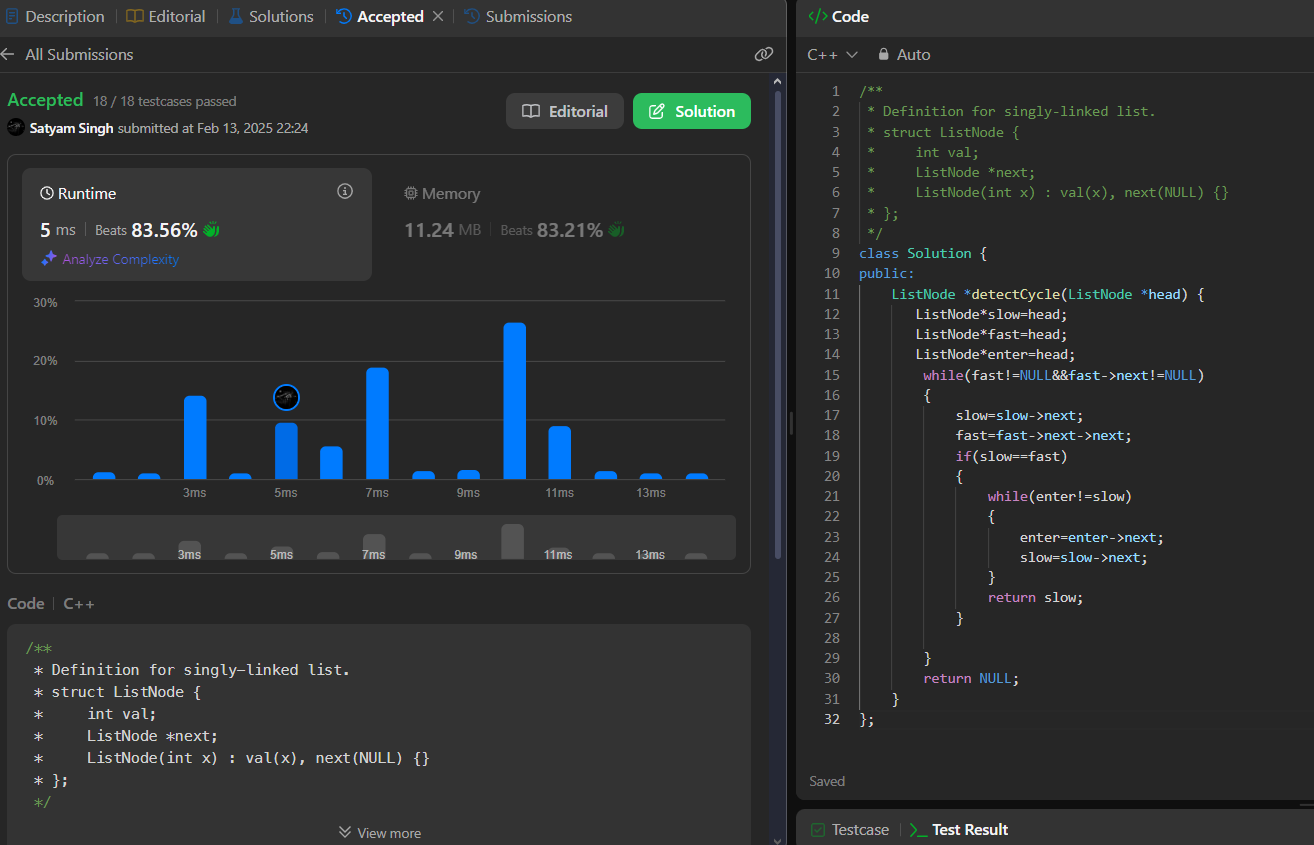 Description
Editorial
Solutions
Accepted
Submissions
All Submissions
Accepted 18 / 18 testcases passed
Satyam Singh submitted at Feb 13, 2025 22:24
Editorial
Solution
Runtime
5 ms Beats 83.56%
Analyze Complexity
Memory
11.24 MB Beats 83.21%
30%
20%
10%
0%
3ms 5ms 7ms 9ms 11ms 13ms
3ms 5ms 7ms 9ms 11ms 13ms
Code C++
/**
 * Definition for singly-linked list.
 * struct ListNode {
 *     int val;
 *     ListNode *next;
 *     ListNode(int x) : val(x), next(NULL) {}
 * };
 */
View more
</> Code
C++ Auto
1 /**
2  * Definition for singly-linked list.
3  * struct ListNode {
4  *     int val;
5  *     ListNode *next;
6  *     ListNode(int x) : val(x), next(NULL) {}
7  * };
8  */
9 class Solution {
10 public:
11     ListNode *detectCycle(ListNode *head) {
12        ListNode*slow=head;
13        ListNode*fast=head;
14        ListNode*enter=head;
15         while(fast!=NULL&&fast->next!=NULL)
16         {
17             slow=slow->next;
18             fast=fast->next->next;
19             if(slow==fast)
20             {
21                 while(enter!=slow)
22                 {
23                     enter=enter->next;
24                     slow=slow->next;
25                 }
26                 return slow;
27             }
28
29         }
30         return NULL;
31     }
32 };
Saved
Testcase
>_ Test Result